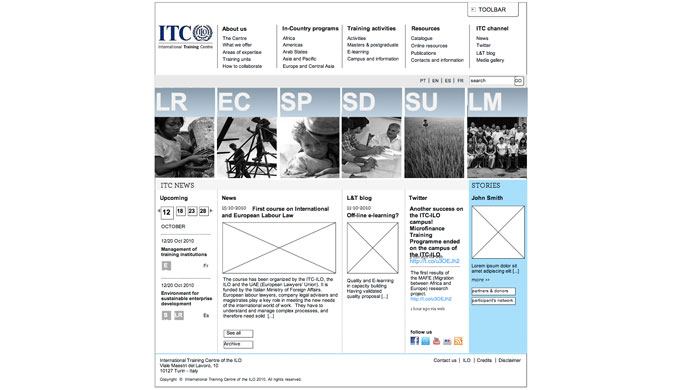 TOOLBAR
ITC
International Training Centre
About us
The Centre
What we offer
Areas of expertise
Training units
How to collaborate
In-Country programs
Africa
Americas
Arab States
Asia and Pacific
Europe and Central Asia
Training activities
Activities
Masters & postgraduate
E-learning
Campus and information
Resources
Catalogue
Online resources
Publications
Contacts and information
ITC channel
News
Twitter
L&T blog
Media gallery
PT | EN | ES | FR
search
GO
LR
EC
SP
SD
SU
LM
ITC NEWS
Upcoming
12 18 23 28
OCTOBER
12/20 Oct 2010
Management of
training institutions
E Fr
12/20 Oct 2010
Environment for
sustainable enterprise
development
S LR Es
News
15-10-2010 First course on International
and European Labour Law
The course has been organized by the ITC-ILO, the
ILO and the UAE (European Lawyers' Union). It is
funded by the Italian Ministry of Foreign Affairs.
European labour lawyers, company legal advisers and
magistrates play a key role in meeting the new needs
of the international world of work. They have to
understand and manage complex processes, and
therefore need solid [...]
See all
Archive
L&T blog
11-10-2010
Off-line e-learning?
Quality and E-learning
in capacity building
Having validated
quality proposal [...]
Twitter
Another success on
the ITC-ILO
campus!
Microfinance
Training
Programme ended
on the campus of
the ITC/ILO.
http://t.co/u3OEJh2
The first results of
the MAFE (Migration
between Africa and
Europe) research
project.
http://t.co/u3OEJh2
1 hour ago via web
follow us
STORIES
John Smith
Lorem ipsum dolor sit
amet adipiscing elit [...]
more >>
partners & donors
participant's network
International Training Centre of the ILO
Viale Maestri del Lavoro, 10
10127 Turin - Italy
Contact us | ILO | Credits | Disclaimer
Copyright © International Training Centre of the ILO 2010. All rights reserved.